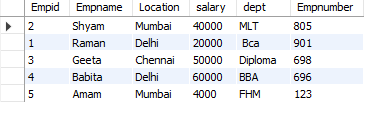 Empid Empname Location salary dept Empnumber
2 Shyam Mumbai 40000 MLT 805
1 Raman Delhi 20000 Bca 901
3 Geeta Chennai 50000 Diploma 698
4 Babita Delhi 60000 BBA 696
5 Amam Mumbai 4000 FHM 123